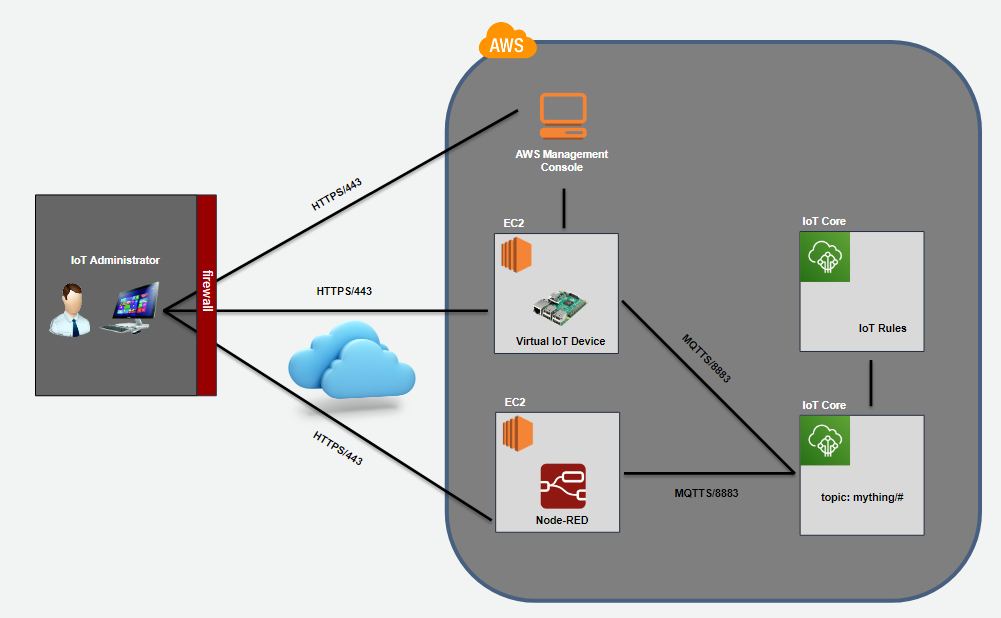 AWS
AWS Management
Console
HTTPS/443
IoT Administrator
firewall
HTTPS/443
HTTPS/443
EC2
Virtual IoT Device
EC2
Node-RED
MQTTS/8883
MQTTS/8883
IoT Core
IoT Rules
IoT Core
topic: mything/#